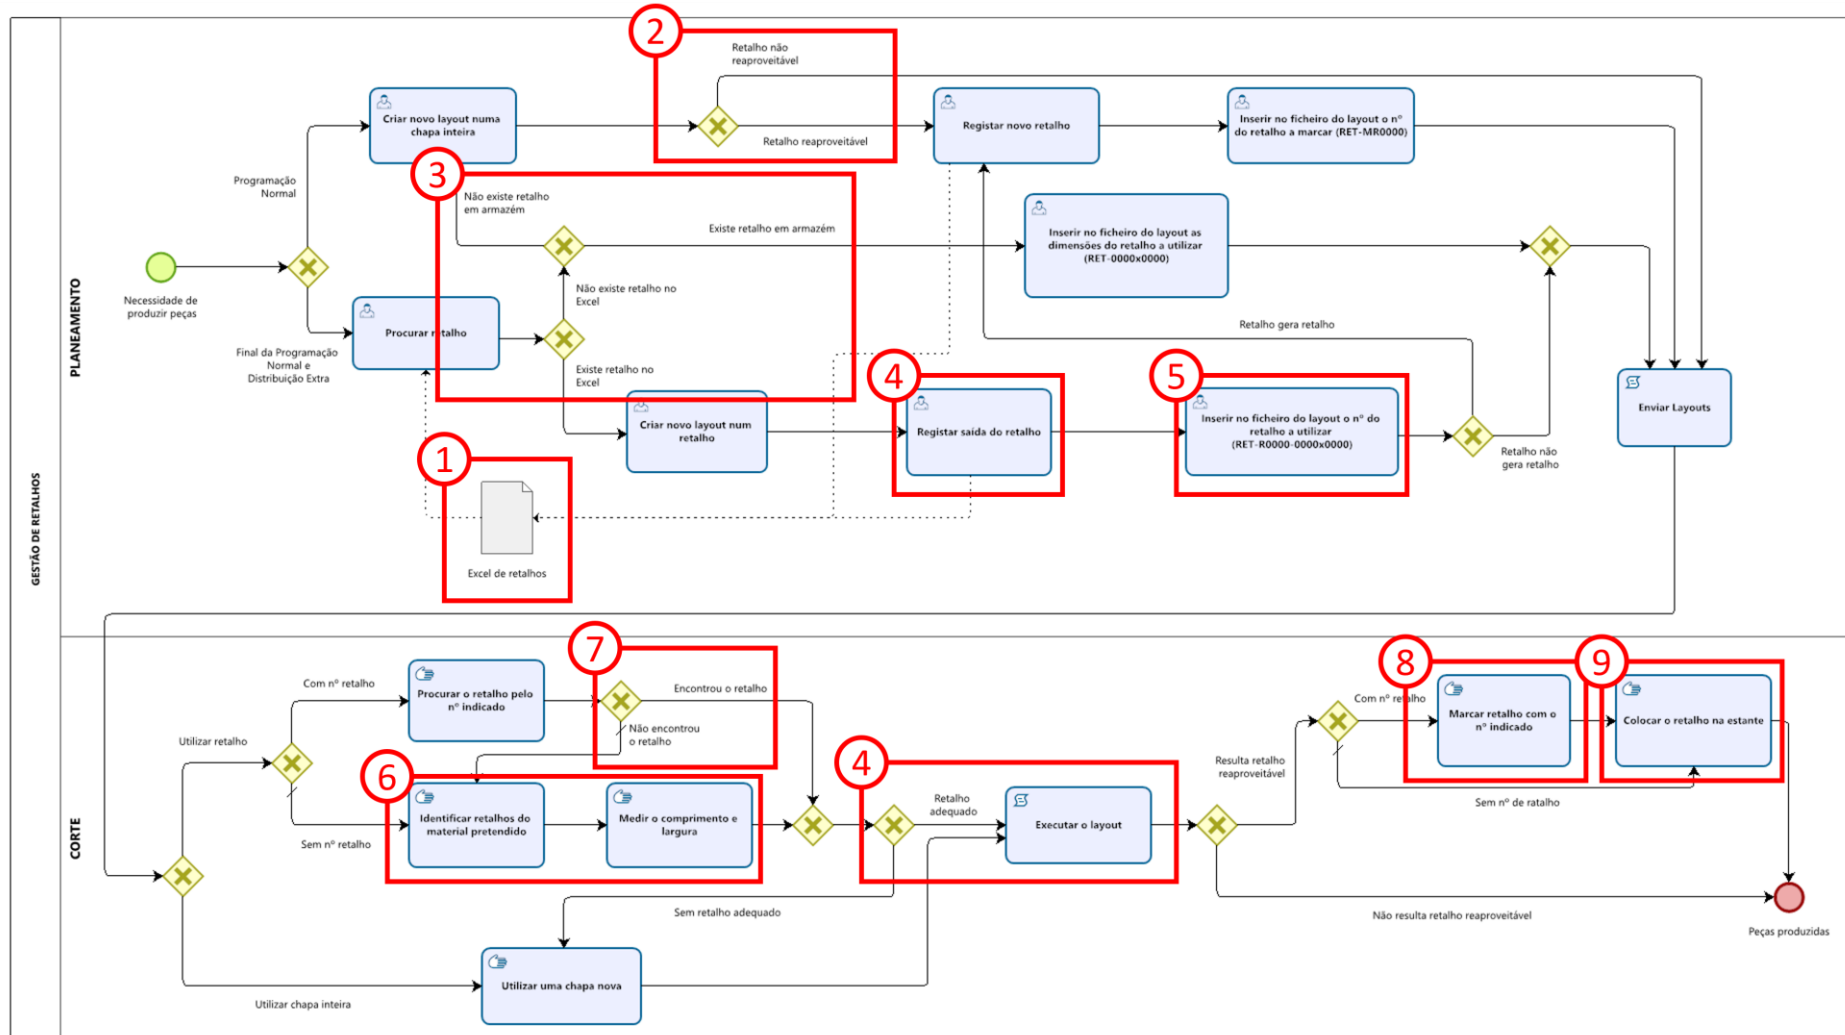 GESTÃO DE RETALHOS
PLANEAMENTO
Necessidade de
produzir peças
Programação
Normal
Final da Programação
Normal e
Distribuição Extra
Criar novo layout numa
chapa inteira
2
Retalho não
reaproveitável
Retalho reaproveitável
Registar novo retalho
Inserir no ficheiro do layout o nº
do retalho a marcar (RET-MR0000)
3
Não existe retalho
em armazém
Existe retalho em armazém
Inserir no ficheiro do layout as
dimensões do retalho a utilizar
(RET-0000x0000)
Procurar retalho
Não existe retalho no
Excel
Existe retalho no
Excel
Retalho gera retalho
Criar novo layout num
retalho
4
Registar saída do retalho
5
Inserir no ficheiro do layout o nº do
retalho a utilizar
(RET-R0000-0000x0000)
Retalho não
gera retalho
Enviar Layouts
1
Excel de retalhos
CORTE
Utilizar retalho
Com nº retalho
Procurar o retalho pelo
nº indicado
7
Encontrou o retalho
Não encontrou
o retalho
6
Sem nº retalho
Identificar retalhos do
material pretendido
Medir o comprimento e
largura
4
Retalho
adequado
Executar o layout
Sem retalho adequado
Utilizar chapa inteira
Utilizar uma chapa nova
Resulta retalho
reaproveitável
Com nº retalho
8
Marcar retalho com o
nº indicado
9
Colocar o retalho na estante
Sem nº de ratalho
Não resulta retalho reaproveitável
Peças produzidas